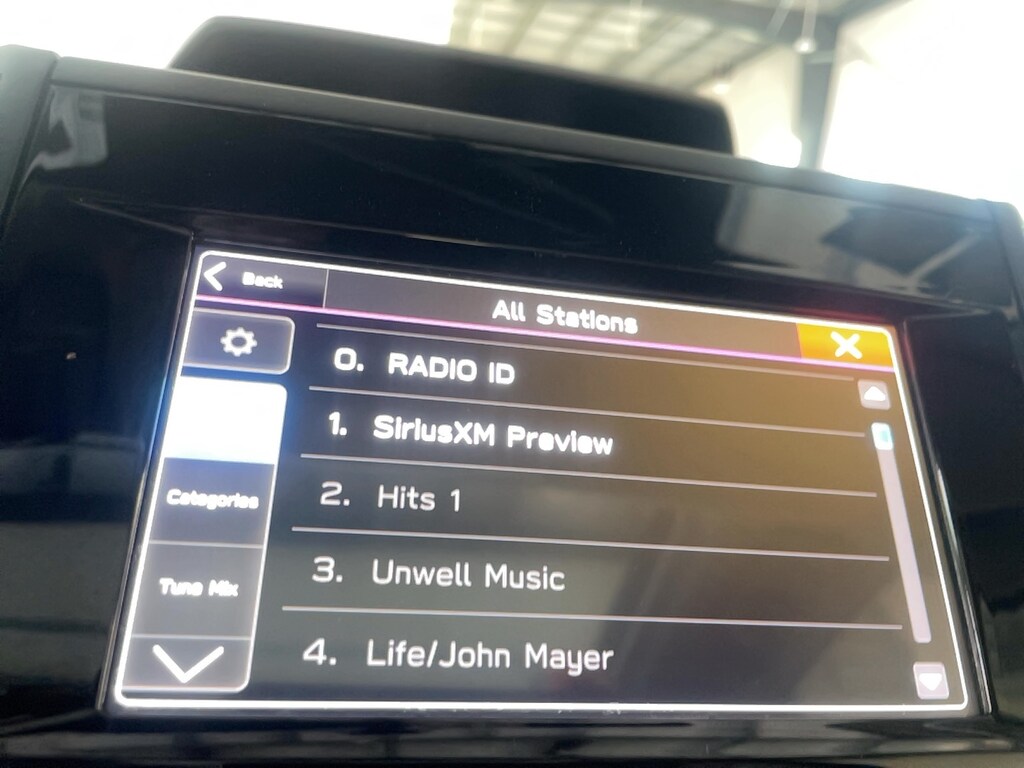 Back
All Stations
0. RADIO ID
1. SiriusXM Preview
2. Hits 1
3. Unwell Music
4. Life/John Mayer
Categories
Tune Mix